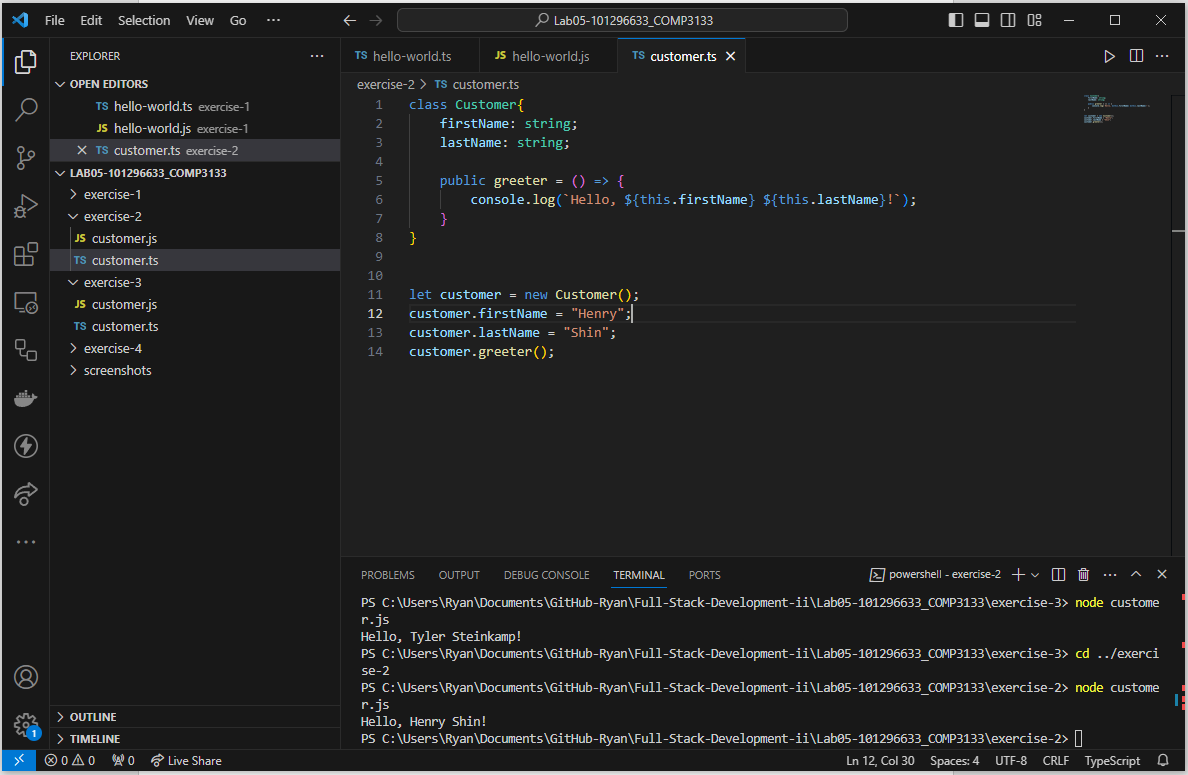 File Edit Selection View Go ···
Lab05-101296633_COMP3133
EXPLORER
OPEN EDITORS
TS hello-world.ts exercise-1
JS hello-world.js exercise-1
TS customer.ts exercise-2
LAB05-101296633_COMP3133
exercise-1
exercise-2
JS customer.js
TS customer.ts
exercise-3
JS customer.js
TS customer.ts
exercise-4
screenshots
OUTLINE
TIMELINE
TS hello-world.ts JS hello-world.js TS customer.ts
exercise-2 > TS customer.ts
1 class Customer{
2 firstName: string;
3 lastName: string;
4
5 public greeter = () => {
6 console.log(`Hello, ${this.firstName} ${this.lastName}!`);
7 }
8 }
9
10
11 let customer = new Customer();
12 customer.firstName = "Henry";
13 customer.lastName = "Shin";
14 customer.greeter();
PROBLEMS OUTPUT DEBUG CONSOLE TERMINAL PORTS
powershell - exercise-2
PS C:\Users\Ryan\Documents\GitHub-Ryan\Full-Stack-Development-ii\Lab05-101296633_COMP3133\exercise-3> node custome
r.js
Hello, Tyler Steinkamp!
PS C:\Users\Ryan\Documents\GitHub-Ryan\Full-Stack-Development-ii\Lab05-101296633_COMP3133\exercise-3> cd ../exerci
se-2
PS C:\Users\Ryan\Documents\GitHub-Ryan\Full-Stack-Development-ii\Lab05-101296633_COMP3133\exercise-2> node custome
r.js
Hello, Henry Shin!
PS C:\Users\Ryan\Documents\GitHub-Ryan\Full-Stack-Development-ii\Lab05-101296633_COMP3133\exercise-2>
1
0 0 0 Live Share Ln 12, Col 30 Spaces: 4 UTF-8 CRLF TypeScript